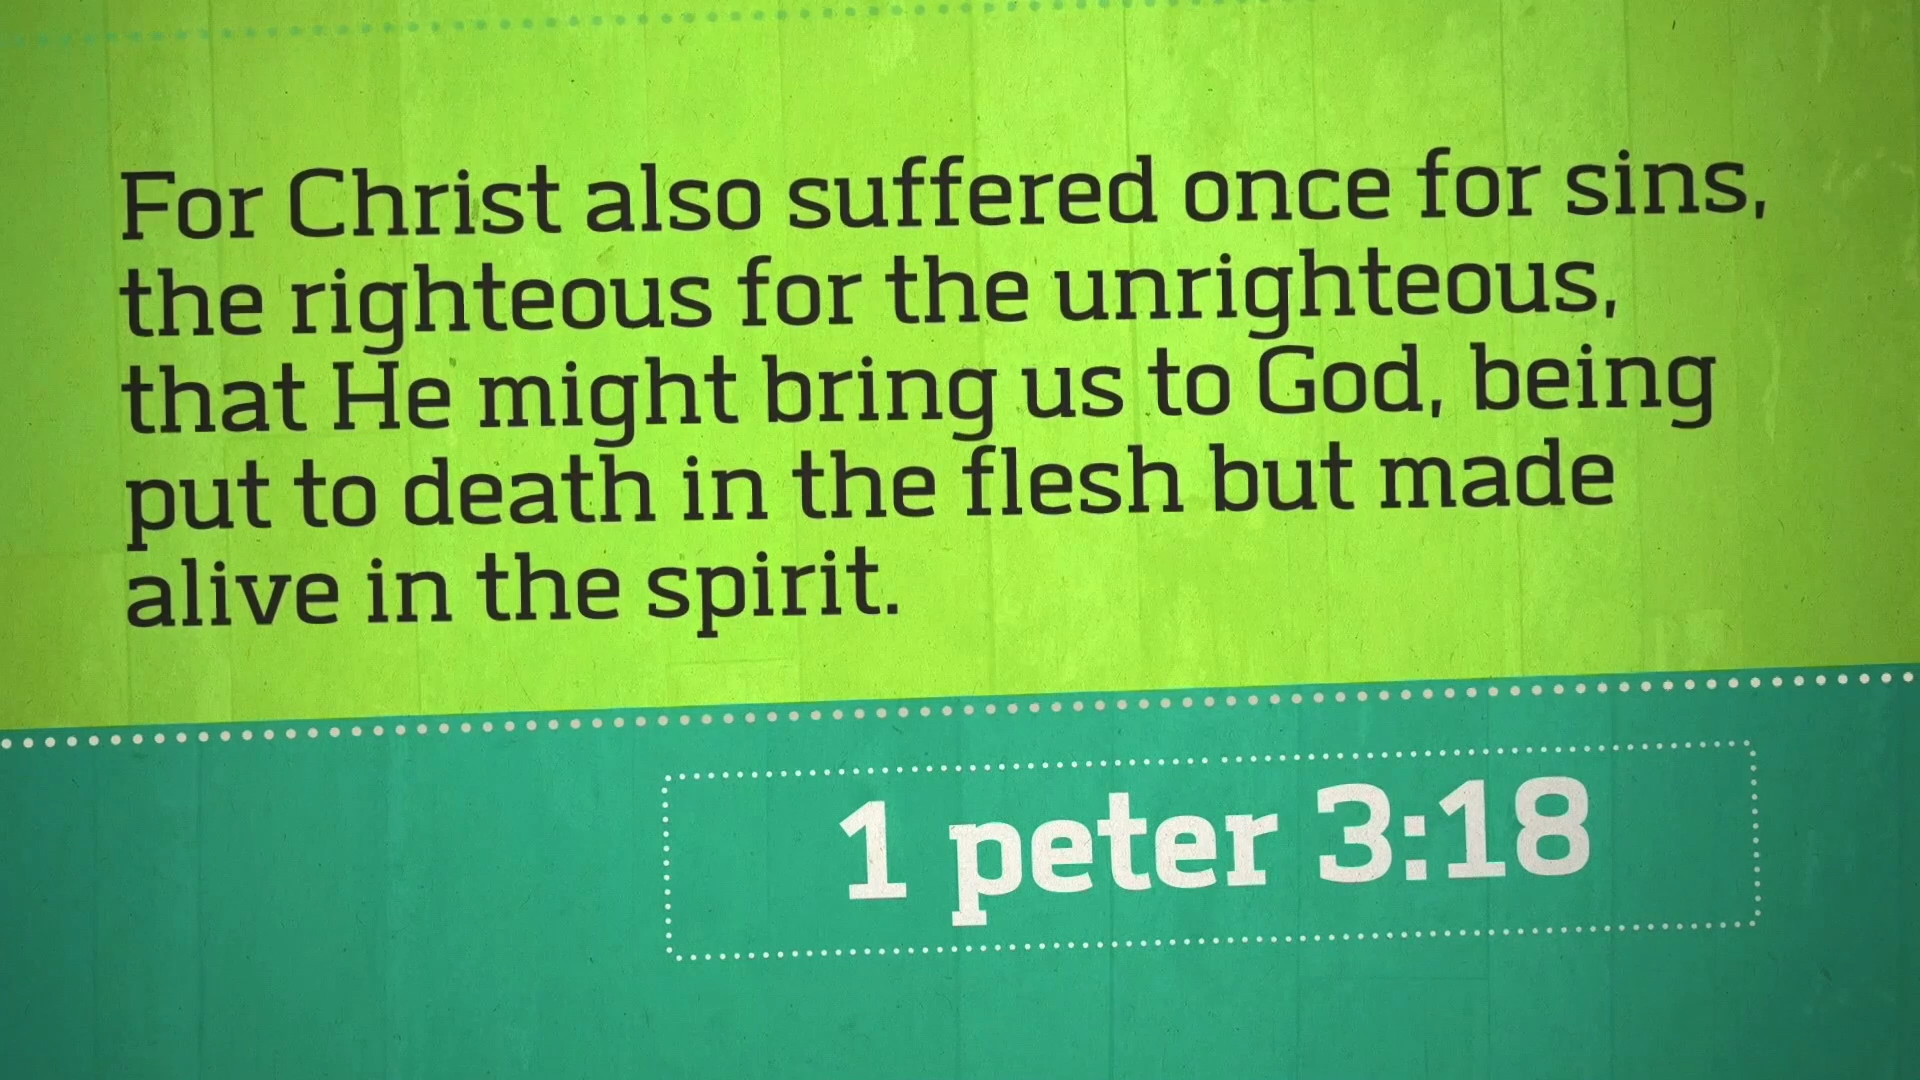 For Christ also suffered once for sins,
the righteous for the unrighteous,
that He might bring us to God, being
put to death in the flesh but made
alive in the spirit.
1 peter 3:18